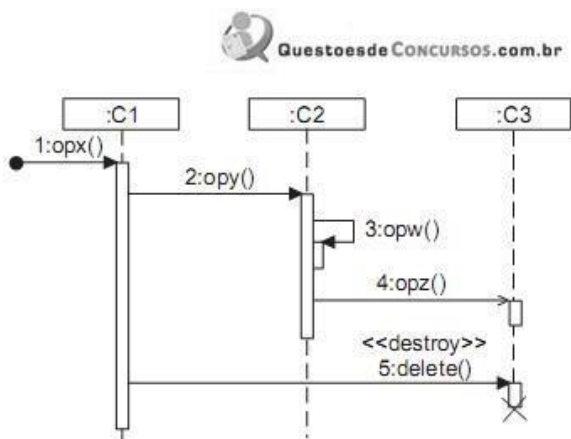 QuestoesdeConcursos.com.br
:C1
:C2
:C3
1:opx()
2:opy()
3:opw()
4:opz()
<<destroy>>
5:delete()